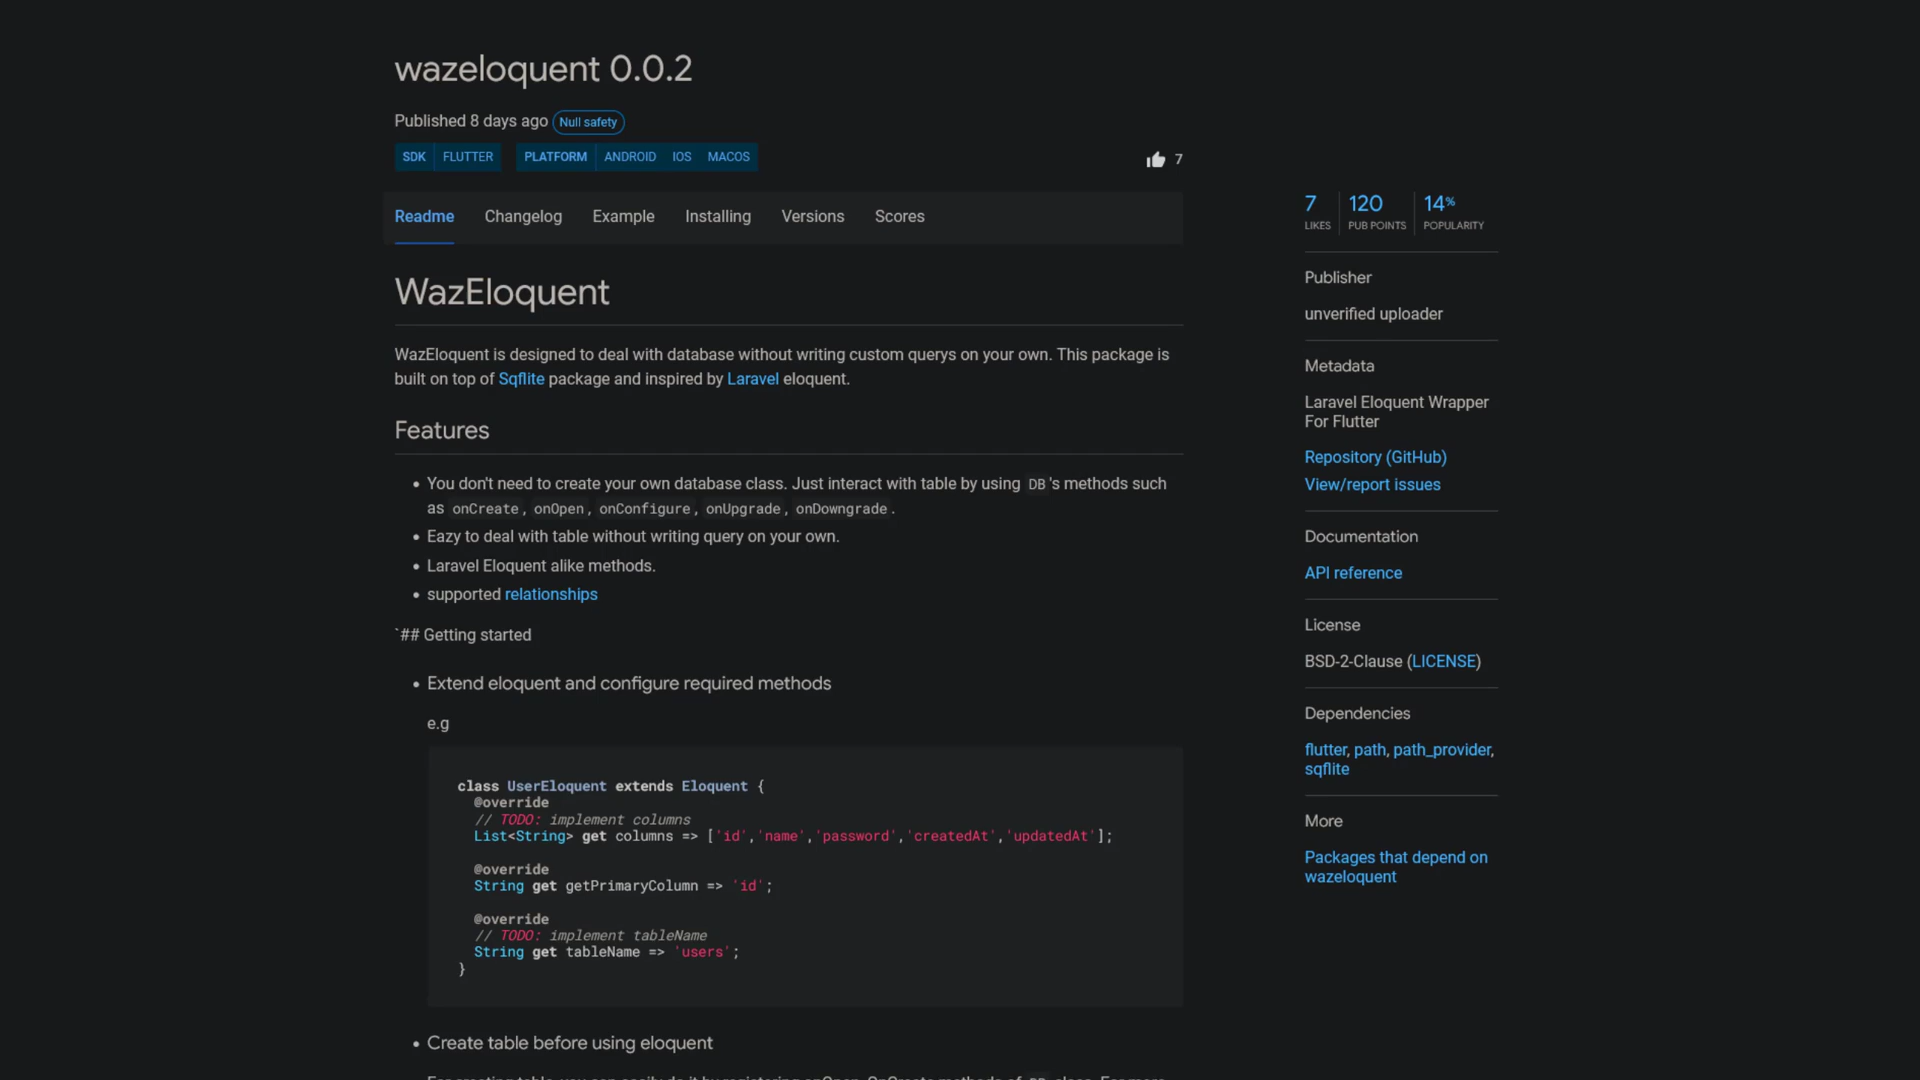 wazeloquent 0.0.2
Published 8 days ago Null safety
SDK FLUTTER PLATFORM ANDROID IOS MACOS
7
Readme Changelog Example Installing Versions Scores
WazEloquent
WazEloquent is designed to deal with database without writing custom querys on your own. This package is
built on top of Sqflite package and inspired by Laravel eloquent.
Features
• You don't need to create your own database class. Just interact with table by using DB's methods such
as onCreate, onOpen, onConfigure, onUpgrade, onDowngrade.
• Eazy to deal with table without writing query on your own.
• Laravel Eloquent alike methods.
• supported relationships
`## Getting started
• Extend eloquent and configure required methods
e.g
class UserEloquent extends Eloquent {
@override
// TODO: implement columns
List<String> get columns => ['id','name','password','createdAt','updatedAt'];
@override
String get getPrimaryColumn => 'id';
@override
// TODO: implement tableName
String get tableName => 'users';
}
• Create table before using eloquent
7 120 14%
LIKES PUB POINTS POPULARITY
Publisher
unverified uploader
Metadata
Laravel Eloquent Wrapper
For Flutter
Repository (GitHub)
View/report issues
Documentation
API reference
License
BSD-2-Clause (LICENSE)
Dependencies
flutter, path, path_provider,
sqflite
More
Packages that depend on
wazeloquent